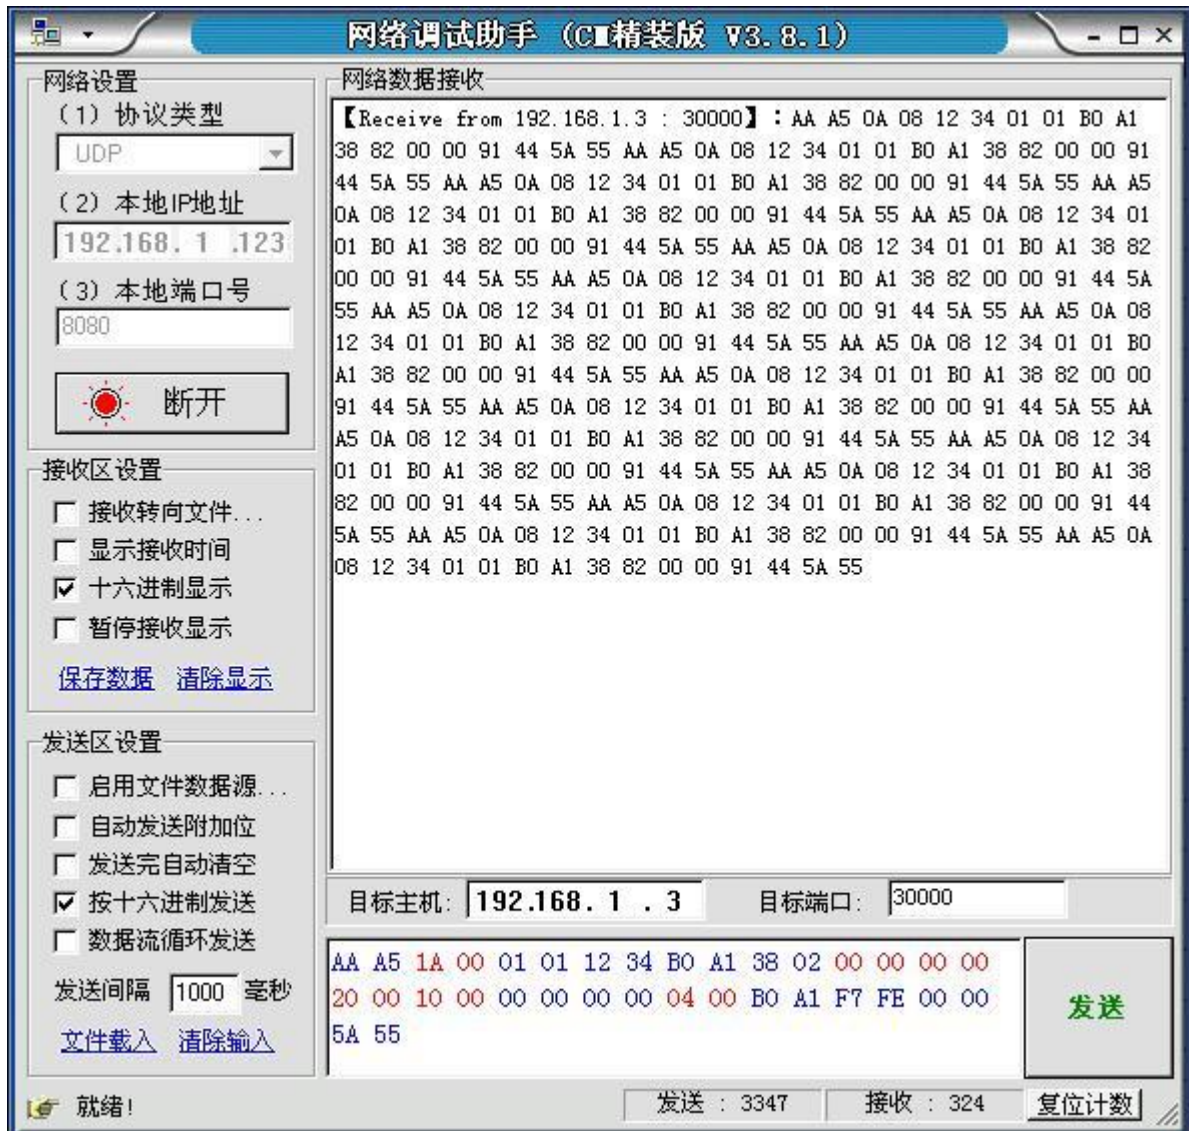 网络调试助手 (CⅢ精装版 V3.8.1)
网络设置
(1) 协议类型
UDP
(2) 本地IP地址
192.168. 1 .123
(3) 本地端口号
8080
断开
接收区设置
接收转向文件...
显示接收时间
十六进制显示
暂停接收显示
保存数据 清除显示
发送区设置
启用文件数据源...
自动发送附加位
发送完自动清空
按十六进制发送
数据流循环发送
发送间隔 1000 毫秒
文件载入 清除输入
网络数据接收
【Receive from 192.168.1.3 : 30000】:AA A5 0A 08 12 34 01 01 B0 A1
38 82 00 00 91 44 5A 55 AA A5 0A 08 12 34 01 01 B0 A1 38 82 00 00 91
44 5A 55 AA A5 0A 08 12 34 01 01 B0 A1 38 82 00 00 91 44 5A 55 AA A5
0A 08 12 34 01 01 B0 A1 38 82 00 00 91 44 5A 55 AA A5 0A 08 12 34 01
01 B0 A1 38 82 00 00 91 44 5A 55 AA A5 0A 08 12 34 01 01 B0 A1 38 82
00 00 91 44 5A 55 AA A5 0A 08 12 34 01 01 B0 A1 38 82 00 00 91 44 5A
55 AA A5 0A 08 12 34 01 01 B0 A1 38 82 00 00 91 44 5A 55 AA A5 0A 08
12 34 01 01 B0 A1 38 82 00 00 91 44 5A 55 AA A5 0A 08 12 34 01 01 B0
A1 38 82 00 00 91 44 5A 55 AA A5 0A 08 12 34 01 01 B0 A1 38 82 00 00
91 44 5A 55 AA A5 0A 08 12 34 01 01 B0 A1 38 82 00 00 91 44 5A 55 AA
A5 0A 08 12 34 01 01 B0 A1 38 82 00 00 91 44 5A 55 AA A5 0A 08 12 34
01 01 B0 A1 38 82 00 00 91 44 5A 55 AA A5 0A 08 12 34 01 01 B0 A1 38
82 00 00 91 44 5A 55 AA A5 0A 08 12 34 01 01 B0 A1 38 82 00 00 91 44
5A 55 AA A5 0A 08 12 34 01 01 B0 A1 38 82 00 00 91 44 5A 55 AA A5 0A
08 12 34 01 01 B0 A1 38 82 00 00 91 44 5A 55
目标主机: 192.168. 1 . 3 目标端口: 30000
AA A5 1A 00 01 01 12 34 B0 A1 38 02 00 00 00 00
20 00 10 00 00 00 00 00 04 00 B0 A1 F7 FE 00 00
5A 55
发送
就绪! 发送 : 3347 接收 : 324 复位计数